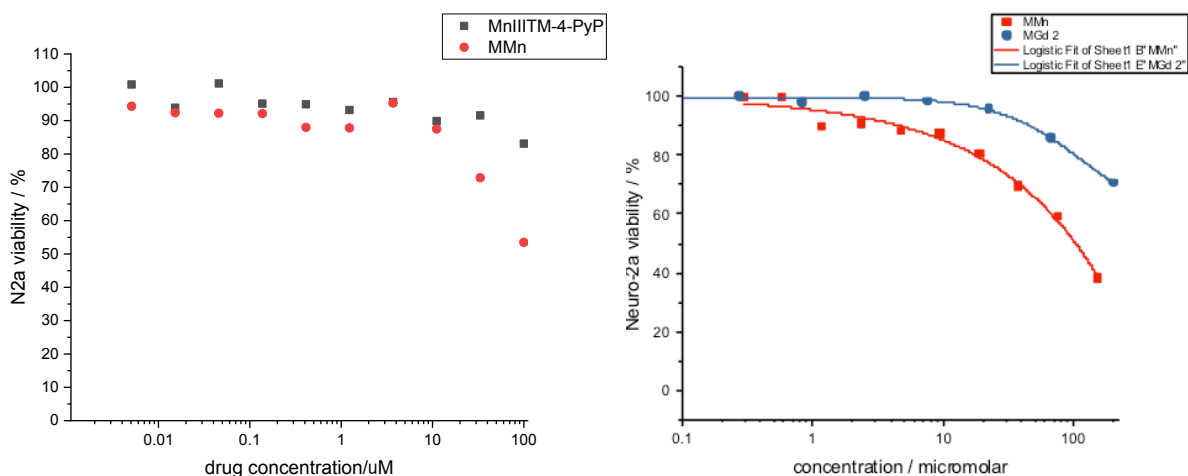 MnIIITM-4-PyP
MMn
110
100
90
80
70
60
50
40
30
20
10
0
N2a viability / %
0.01
0.1
1
10
100
drug concentration/uM
MMn
MGd 2
Logistic Fit of Sheet1 B" MMn"
Logistic Fit of Sheet1 E" MGd 2"
100
80
60
40
20
0
Neuro-2a viability / %
0.1
1
10
100
concentration / micromolar